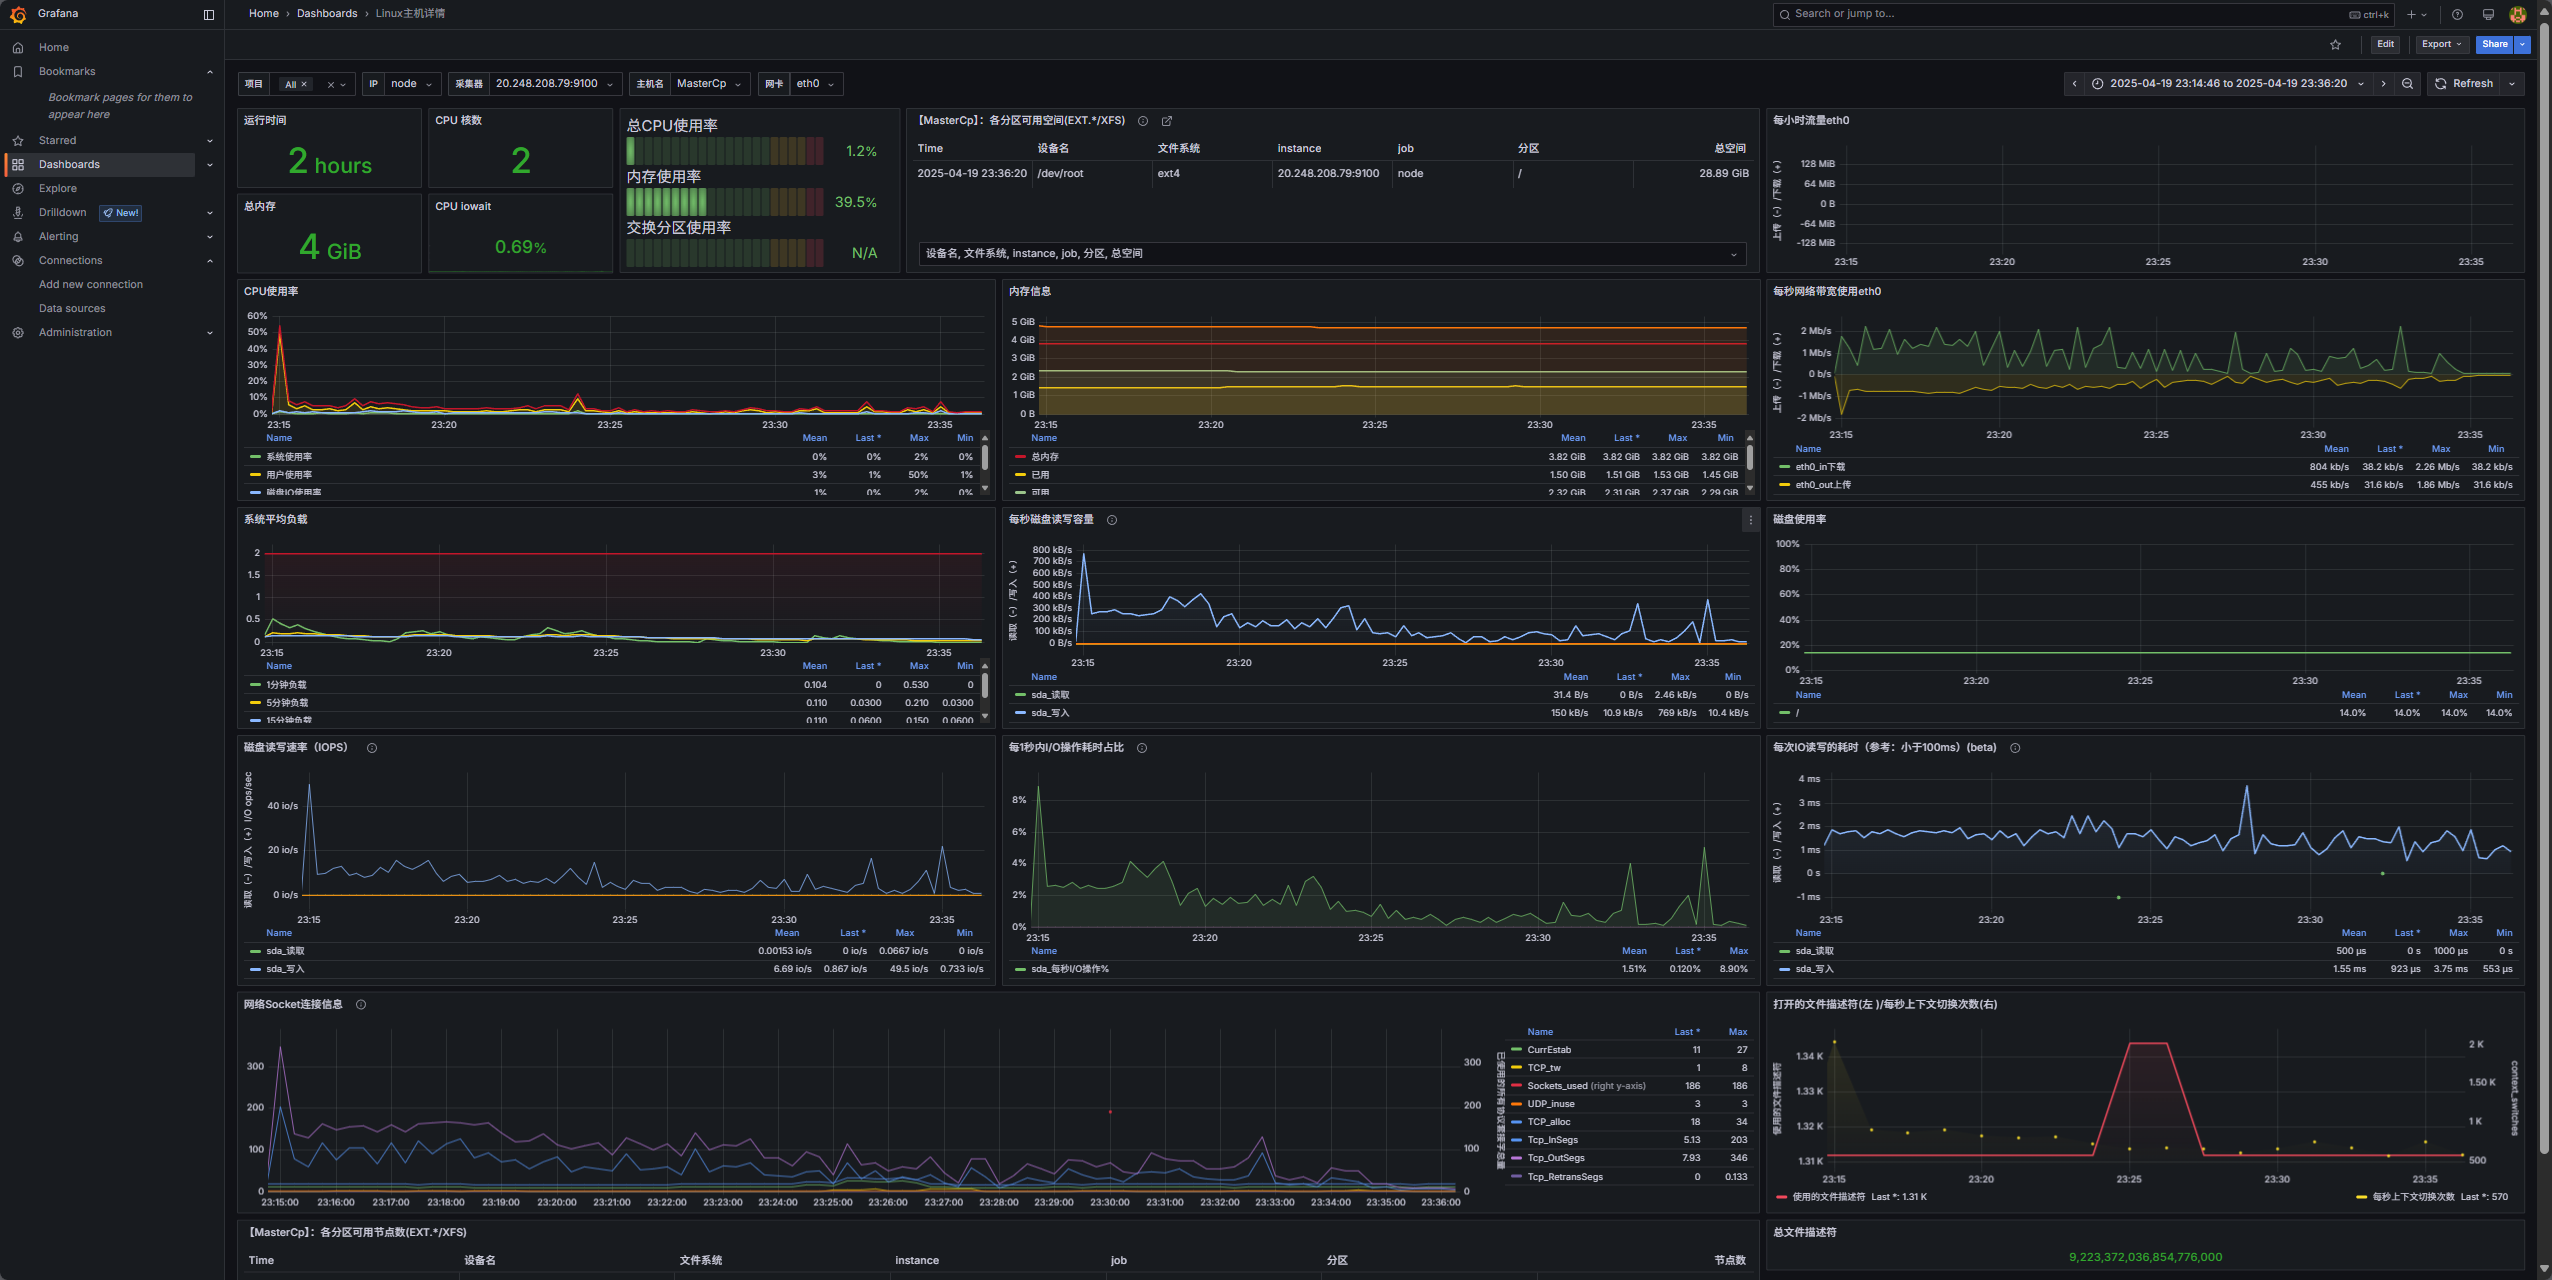 Grafana
Home › Dashboards › Linux主机详情
Search or jump to...
ctrl+k
Home
Bookmarks
Bookmark pages for them to
appear here
Starred
Dashboards
Explore
Drilldown New!
Alerting
Connections
Add new connection
Data sources
Administration
Edit Export Share
项目 All × IP node 采集器 20.248.208.79:9100 主机名 MasterCp 网卡 eth0
2025-04-19 23:14:46 to 2025-04-19 23:36:20 Refresh
运行时间
2 hours
CPU 核数
2
总内存
4 GiB
CPU iowait
0.69%
总CPU使用率
1.2%
内存使用率
39.5%
交换分区使用率
N/A
【MasterCp】：各分区可用空间(EXT.*/XFS)
Time 设备名 文件系统 instance job 分区 总空间
2025-04-19 23:36:20 /dev/root ext4 20.248.208.79:9100 node / 28.89 GiB
设备名, 文件系统, instance, job, 分区, 总空间
每小时流量eth0
上传（-）/下载（+）
128 MiB
64 MiB
0 B
-64 MiB
-128 MiB
23:15 23:20 23:25 23:30 23:35
CPU使用率
60%
50%
40%
30%
20%
10%
0%
23:15 23:20 23:25 23:30 23:35
Name Mean Last * Max Min
系统使用率 0% 0% 2% 0%
用户使用率 3% 1% 50% 1%
磁盘IO使用率 1% 0% 2% 0%
内存信息
5 GiB
4 GiB
3 GiB
2 GiB
1 GiB
0 B
23:15 23:20 23:25 23:30 23:35
Name Mean Last * Max Min
总内存 3.82 GiB 3.82 GiB 3.82 GiB 3.82 GiB
已用 1.50 GiB 1.51 GiB 1.53 GiB 1.45 GiB
可用 2.32 GiB 2.31 GiB 2.37 GiB 2.29 GiB
每秒网络带宽使用eth0
上传（-）/下载（+）
2 Mb/s
1 Mb/s
0 b/s
-1 Mb/s
-2 Mb/s
23:15 23:20 23:25 23:30 23:35
Name Mean Last * Max Min
eth0_in下载 804 kb/s 38.2 kb/s 2.26 Mb/s 38.2 kb/s
eth0_out上传 455 kb/s 31.6 kb/s 1.86 Mb/s 31.6 kb/s
系统平均负载
2
1.5
1
0.5
0
23:15 23:20 23:25 23:30 23:35
Name Mean Last * Max Min
1分钟负载 0.104 0 0.530 0
5分钟负载 0.110 0.0300 0.210 0.0300
15分钟负载 0.110 0.0600 0.150 0.0600
每秒磁盘读写容量
读取（-）/写入（+）
800 kB/s
700 kB/s
600 kB/s
500 kB/s
400 kB/s
300 kB/s
200 kB/s
100 kB/s
0 B/s
23:15 23:20 23:25 23:30 23:35
Name Mean Last * Max Min
sda_读取 31.4 B/s 0 B/s 2.46 kB/s 0 B/s
sda_写入 150 kB/s 10.9 kB/s 769 kB/s 10.4 kB/s
磁盘使用率
100%
80%
60%
40%
20%
0%
23:15 23:20 23:25 23:30 23:35
Name Mean Last * Max Min
/ 14.0% 14.0% 14.0% 14.0%
磁盘读写速率（IOPS）
读取（-）/写入（+）I/O ops/sec
40 io/s
20 io/s
0 io/s
23:15 23:20 23:25 23:30 23:35
Name Mean Last * Max Min
sda_读取 0.00153 io/s 0 io/s 0.0667 io/s 0 io/s
sda_写入 6.69 io/s 0.867 io/s 49.5 io/s 0.733 io/s
每1秒内I/O操作耗时占比
8%
6%
4%
2%
0%
23:15 23:20 23:25 23:30 23:35
Name Mean Last * Max
sda_每秒I/O操作% 1.51% 0.120% 8.90%
每次IO读写的耗时（参考：小于100ms）(beta)
读取（-）/写入（+）
4 ms
3 ms
2 ms
1 ms
0 s
-1 ms
23:15 23:20 23:25 23:30 23:35
Name Mean Last * Max Min
sda_读取 500 µs 0 s 1000 µs 0 s
sda_写入 1.55 ms 923 µs 3.75 ms 553 µs
网络Socket连接信息
300
200
100
0
300
200
100
0
已使用的所有协议套接字总量
23:15:00 23:16:00 23:17:00 23:18:00 23:19:00 23:20:00 23:21:00 23:22:00 23:23:00 23:24:00 23:25:00 23:26:00 23:27:00 23:28:00 23:29:00 23:30:00 23:31:00 23:32:00 23:33:00 23:34:00 23:35:00 23:36:00
Name Last * Max
CurrEstab 11 27
TCP_tw 1 8
Sockets_used (right y-axis) 186 186
UDP_inuse 3 3
TCP_alloc 18 34
Tcp_InSegs 5.13 203
Tcp_OutSegs 7.93 346
Tcp_RetransSegs 0 0.133
打开的文件描述符(左 )/每秒上下文切换次数(右)
使用的文件描述符
1.34 K
1.33 K
1.32 K
1.31 K
2 K
1.50 K
1 K
500
context_switches
23:15 23:20 23:25 23:30 23:35
使用的文件描述符 Last *: 1.31 K
每秒上下文切换次数 Last *: 570
【MasterCp】：各分区可用节点数(EXT.*/XFS)
Time 设备名 文件系统 instance job 分区 节点数
总文件描述符
9,223,372,036,854,776,000